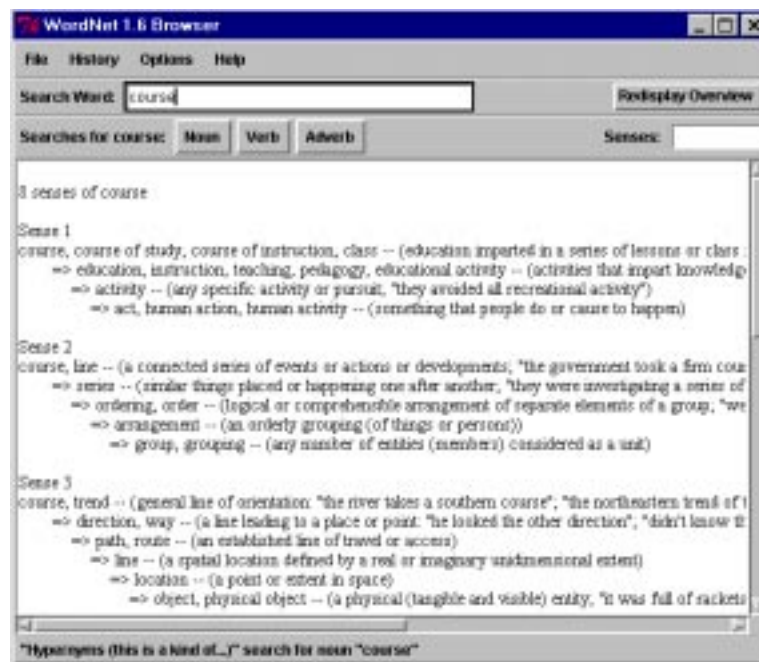 WordNet 1.6 Browser
File History Options Help
Search Word: course Redisplay Overview
Searches for course: Noun Verb Adverb Senses:
8 senses of course
Sense 1
course, course of study, course of instruction, class -- (education imparted in a series of lessons or class
=> education, instruction, teaching, pedagogy, educational activity -- (activities that impart knowledg
=> activity -- (any specific activity or pursuit, "they avoided all recreational activity")
=> act, human action, human activity -- (something that people do or cause to happen)
Sense 2
course, line -- (a connected series of events or actions or developments; "the government took a firm cour
=> series -- (similar things placed or happening one after another; "they were investigating a series of
=> ordering, order -- (logical or comprehensible arrangement of separate elements of a group; "we
=> arrangement -- (an orderly grouping (of things or persons))
=> group, grouping -- (any number of entities (members) considered as a unit)
Sense 3
course, trend -- (general line of orientation: "the river takes a southern course"; "the northeastern trend of t
=> direction, way -- (a line leading to a place or point: "he looked the other direction", "didn't know th
=> path, route -- (an established line of travel or access)
=> line -- (a spatial location defined by a real or imaginary unidimensional extent)
=> location -- (a point or extent in space)
=> object, physical object -- (a physical (tangible and visible) entity; "it was full of rackets
"Hypernyms (this is a kind of...)" search for noun "course"